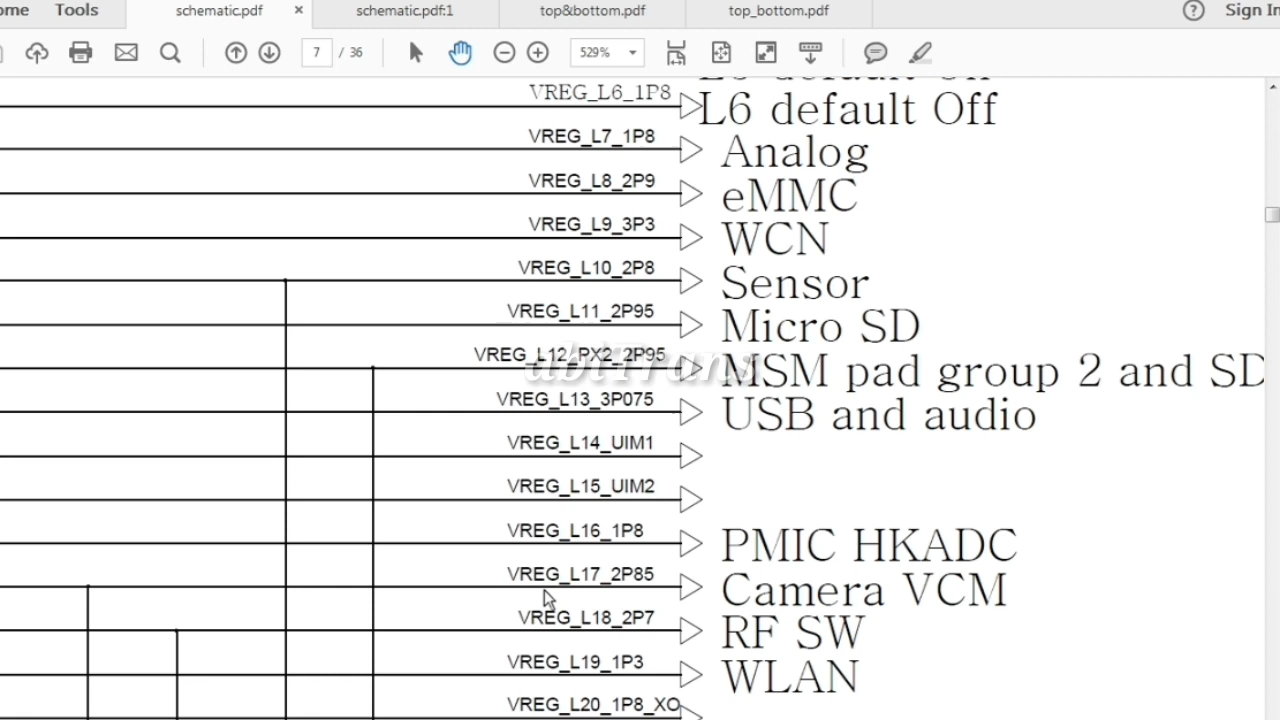 ome Tools schematic.pdf × schematic.pdf:1 top&bottom.pdf top_bottom.pdf ? Sign In
7 / 36 529%
VREG_L6_1P8 L6 default Off
VREG_L7_1P8 Analog
VREG_L8_2P9 eMMC
VREG_L9_3P3 WCN
VREG_L10_2P8 Sensor
VREG_L11_2P95 Micro SD
VREG_L12_PX2_2P95 MSM pad group 2 and SD
abtTrans
VREG_L13_3P075 USB and audio
VREG_L14_UIM1
VREG_L15_UIM2
VREG_L16_1P8 PMIC HKADC
VREG_L17_2P85 Camera VCM
VREG_L18_2P7 RF SW
VREG_L19_1P3 WLAN
VREG_L20_1P8_XO